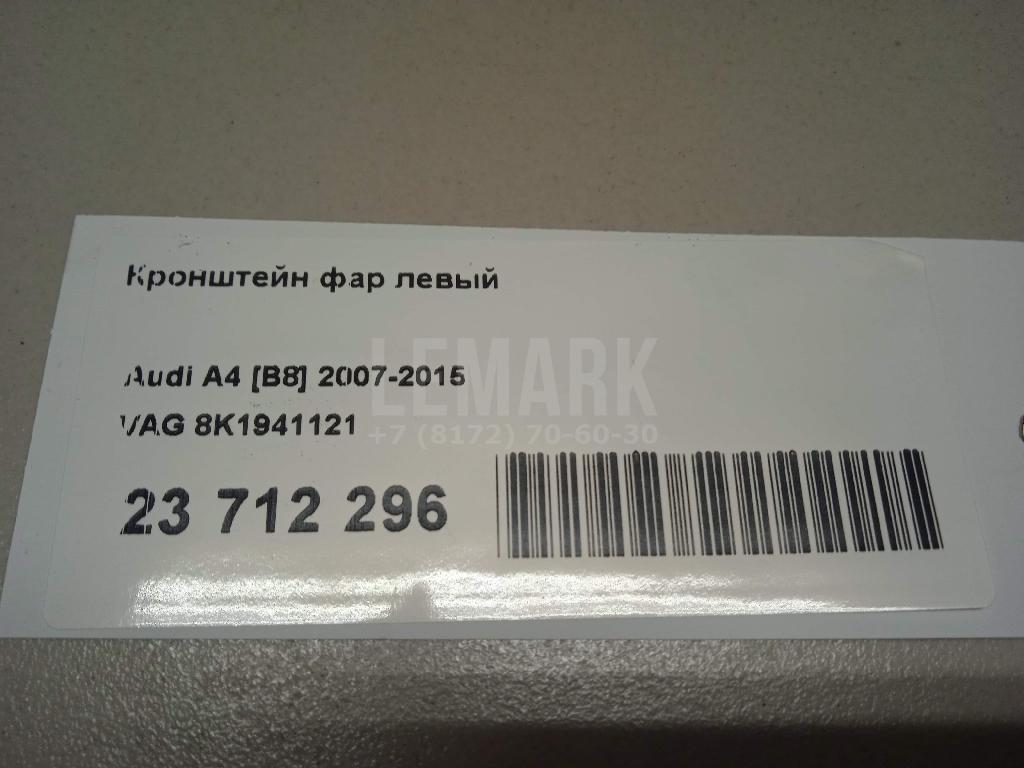 Кронштейн фар левый
Audi A4 [B8] 2007-2015
VAG 8K1941121
23 712 296
LEMARK
+7 (8172) 70-60-30